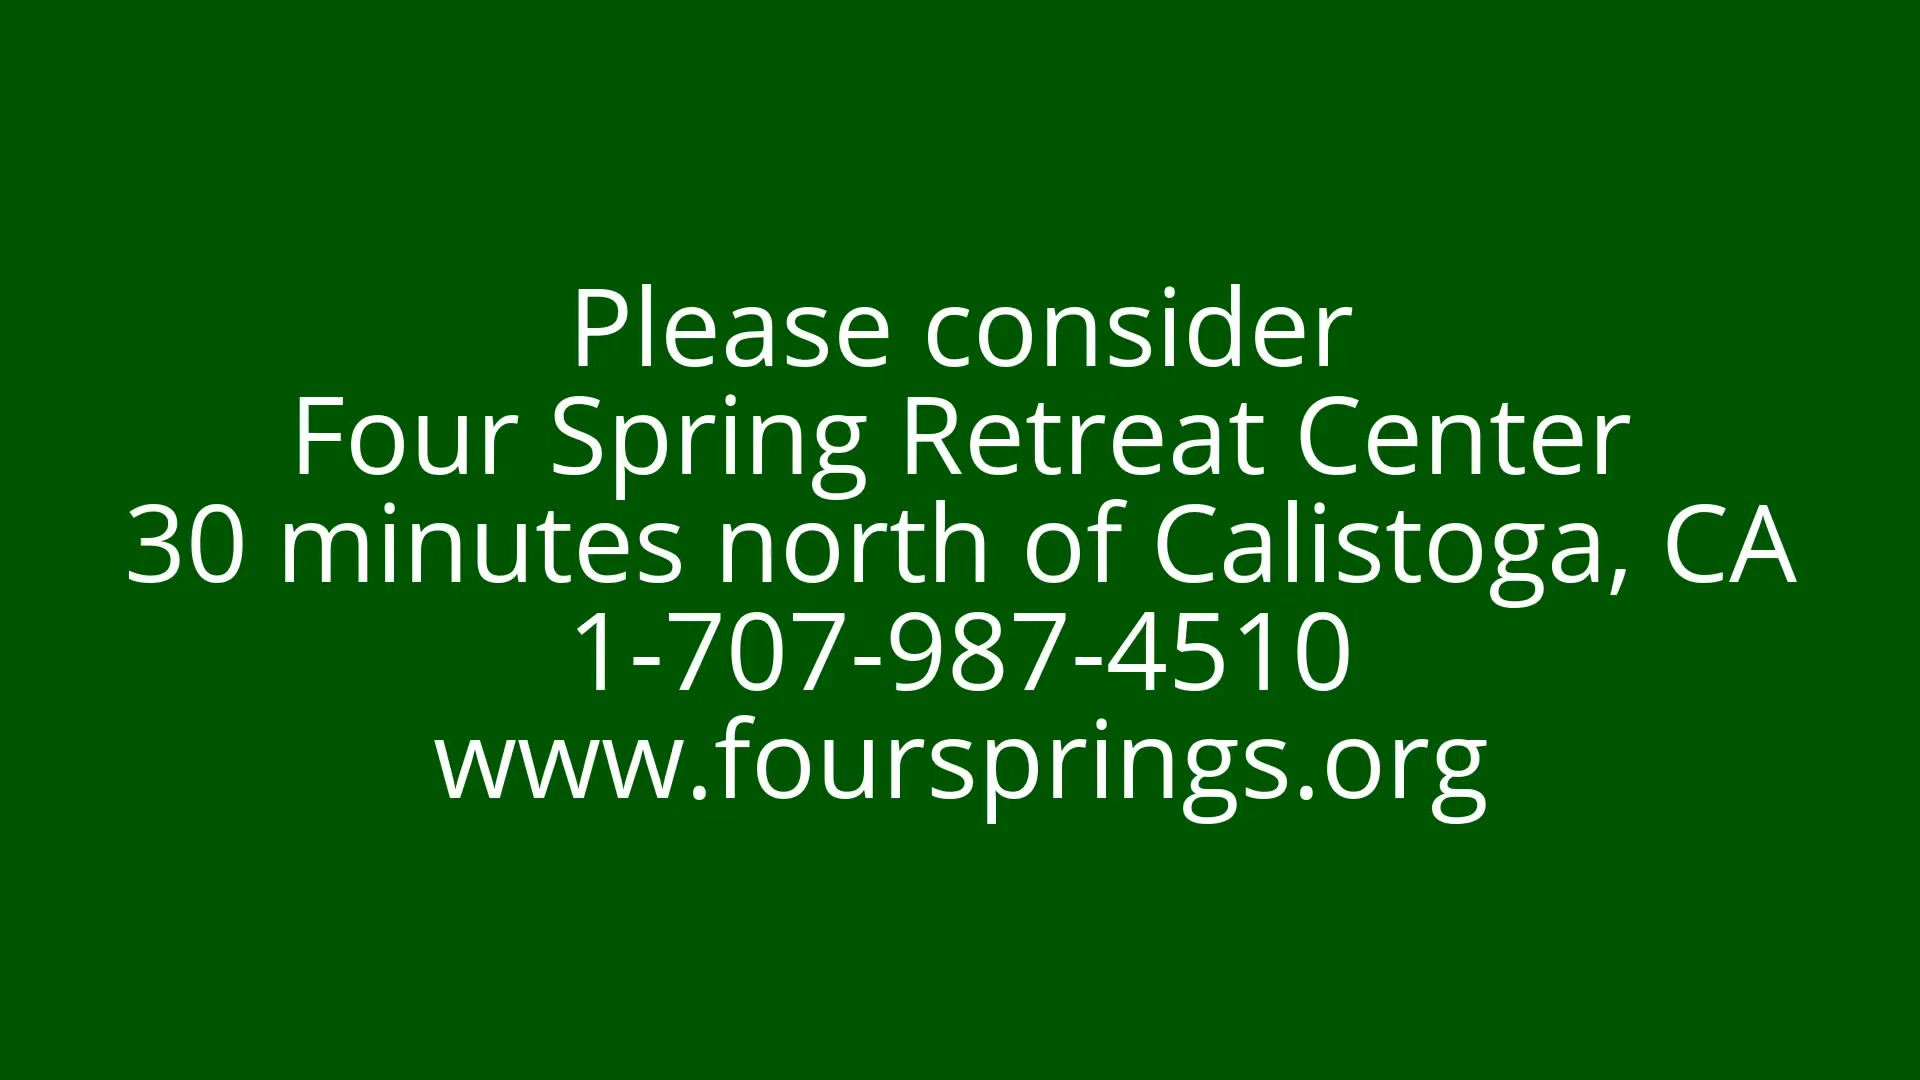 Please consider
Four Spring Retreat Center
30 minutes north of Calistoga, CA
1-707-987-4510
www.foursprings.org